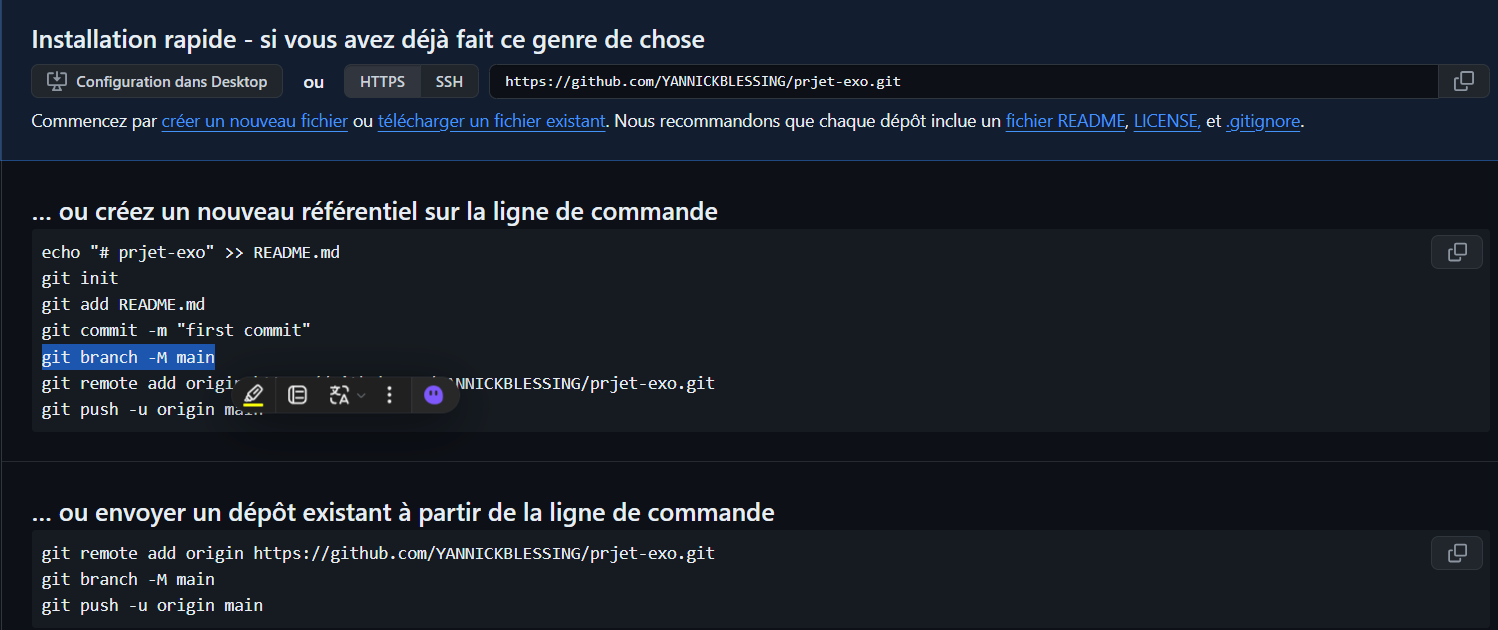 Installation rapide - si vous avez déjà fait ce genre de chose
Configuration dans Desktop ou HTTPS SSH https://github.com/YANNICKBLESSING/prjet-exo.git
Commencez par créer un nouveau fichier ou télécharger un fichier existant. Nous recommandons que chaque dépôt inclue un fichier README, LICENSE, et .gitignore.
... ou créez un nouveau référentiel sur la ligne de commande
echo "# prjet-exo" >> README.md
git init
git add README.md
git commit -m "first commit"
git branch -M main
git remote add origin /prjet-exo.git
git push -u origin main
... ou envoyer un dépôt existant à partir de la ligne de commande
git remote add origin https://github.com/YANNICKBLESSING/prjet-exo.git
git branch -M main
git push -u origin main